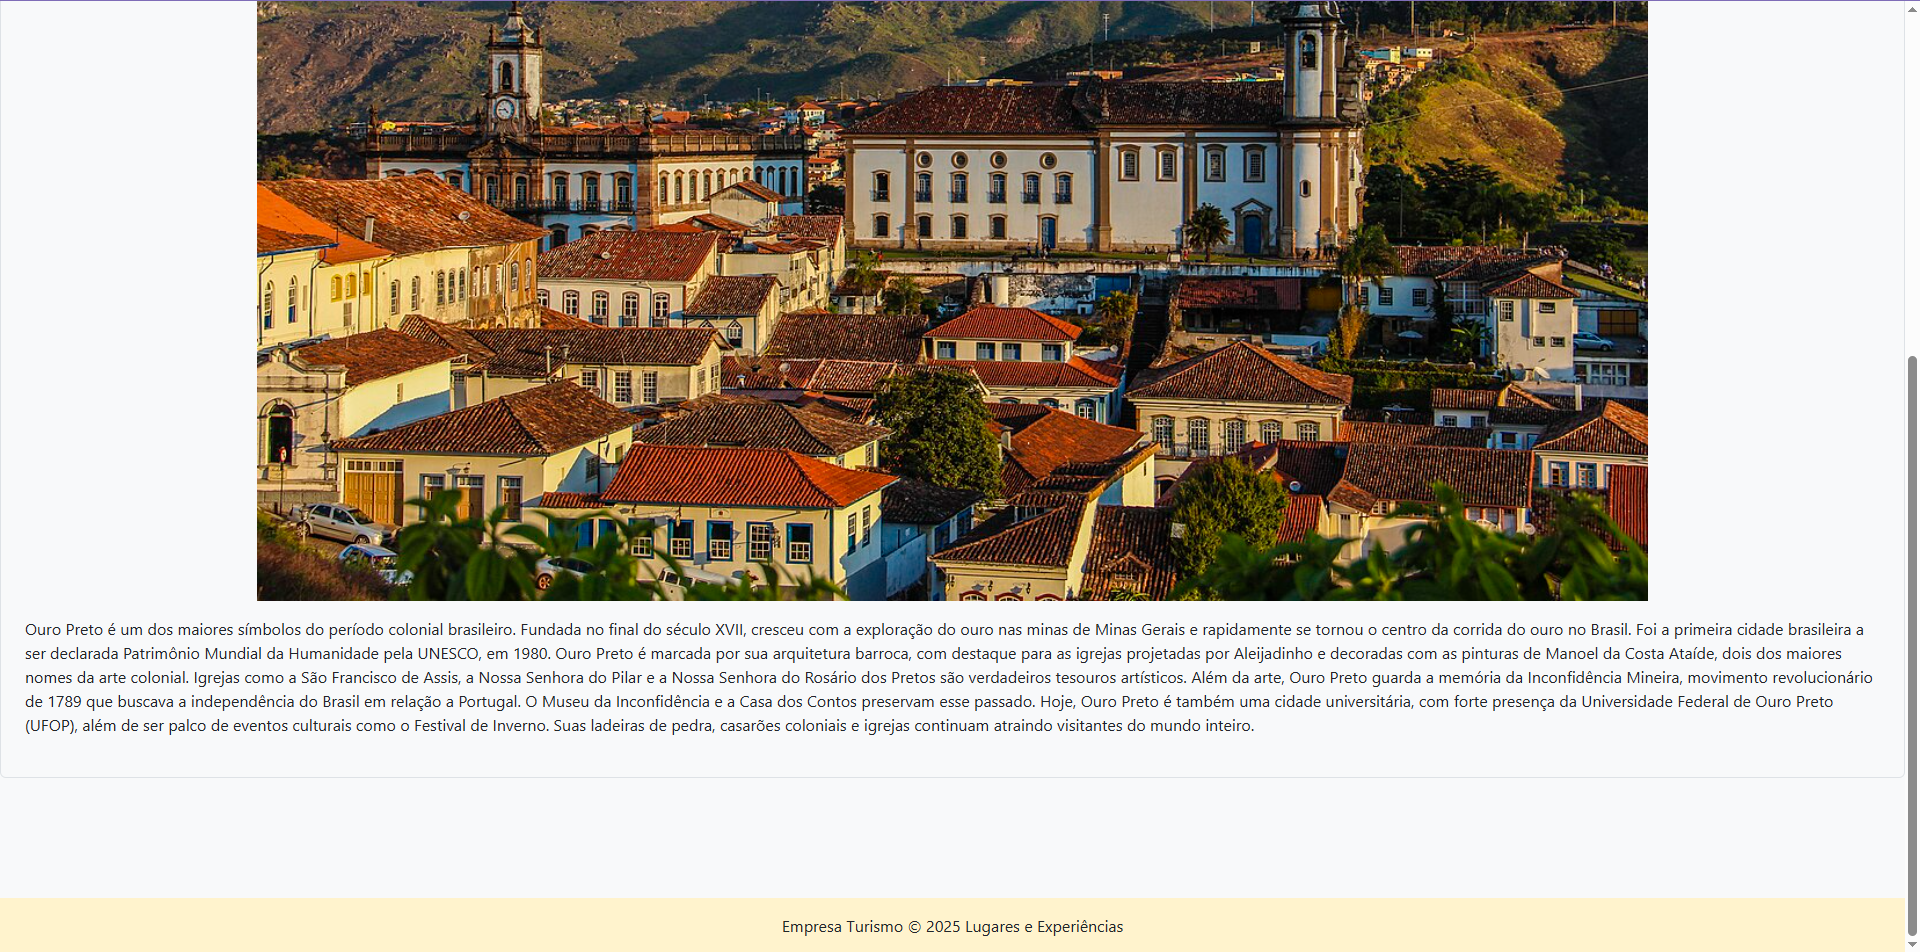 Ouro Preto é um dos maiores símbolos do período colonial brasileiro. Fundada no final do século XVII, cresceu com a exploração do ouro nas minas de Minas Gerais e rapidamente se tornou o centro da corrida do ouro no Brasil. Foi a primeira cidade brasileira a
ser declarada Patrimônio Mundial da Humanidade pela UNESCO, em 1980. Ouro Preto é marcada por sua arquitetura barroca, com destaque para as igrejas projetadas por Aleijadinho e decoradas com as pinturas de Manoel da Costa Ataíde, dois dos maiores
nomes da arte colonial. Igrejas como a São Francisco de Assis, a Nossa Senhora do Pilar e a Nossa Senhora do Rosário dos Pretos são verdadeiros tesouros artísticos. Além da arte, Ouro Preto guarda a memória da Inconfidência Mineira, movimento revolucionário
de 1789 que buscava a independência do Brasil em relação a Portugal. O Museu da Inconfidência e a Casa dos Contos preservam esse passado. Hoje, Ouro Preto é também uma cidade universitária, com forte presença da Universidade Federal de Ouro Preto
(UFOP), além de ser palco de eventos culturais como o Festival de Inverno. Suas ladeiras de pedra, casarões coloniais e igrejas continuam atraindo visitantes do mundo inteiro.
Empresa Turismo © 2025 Lugares e Experiências